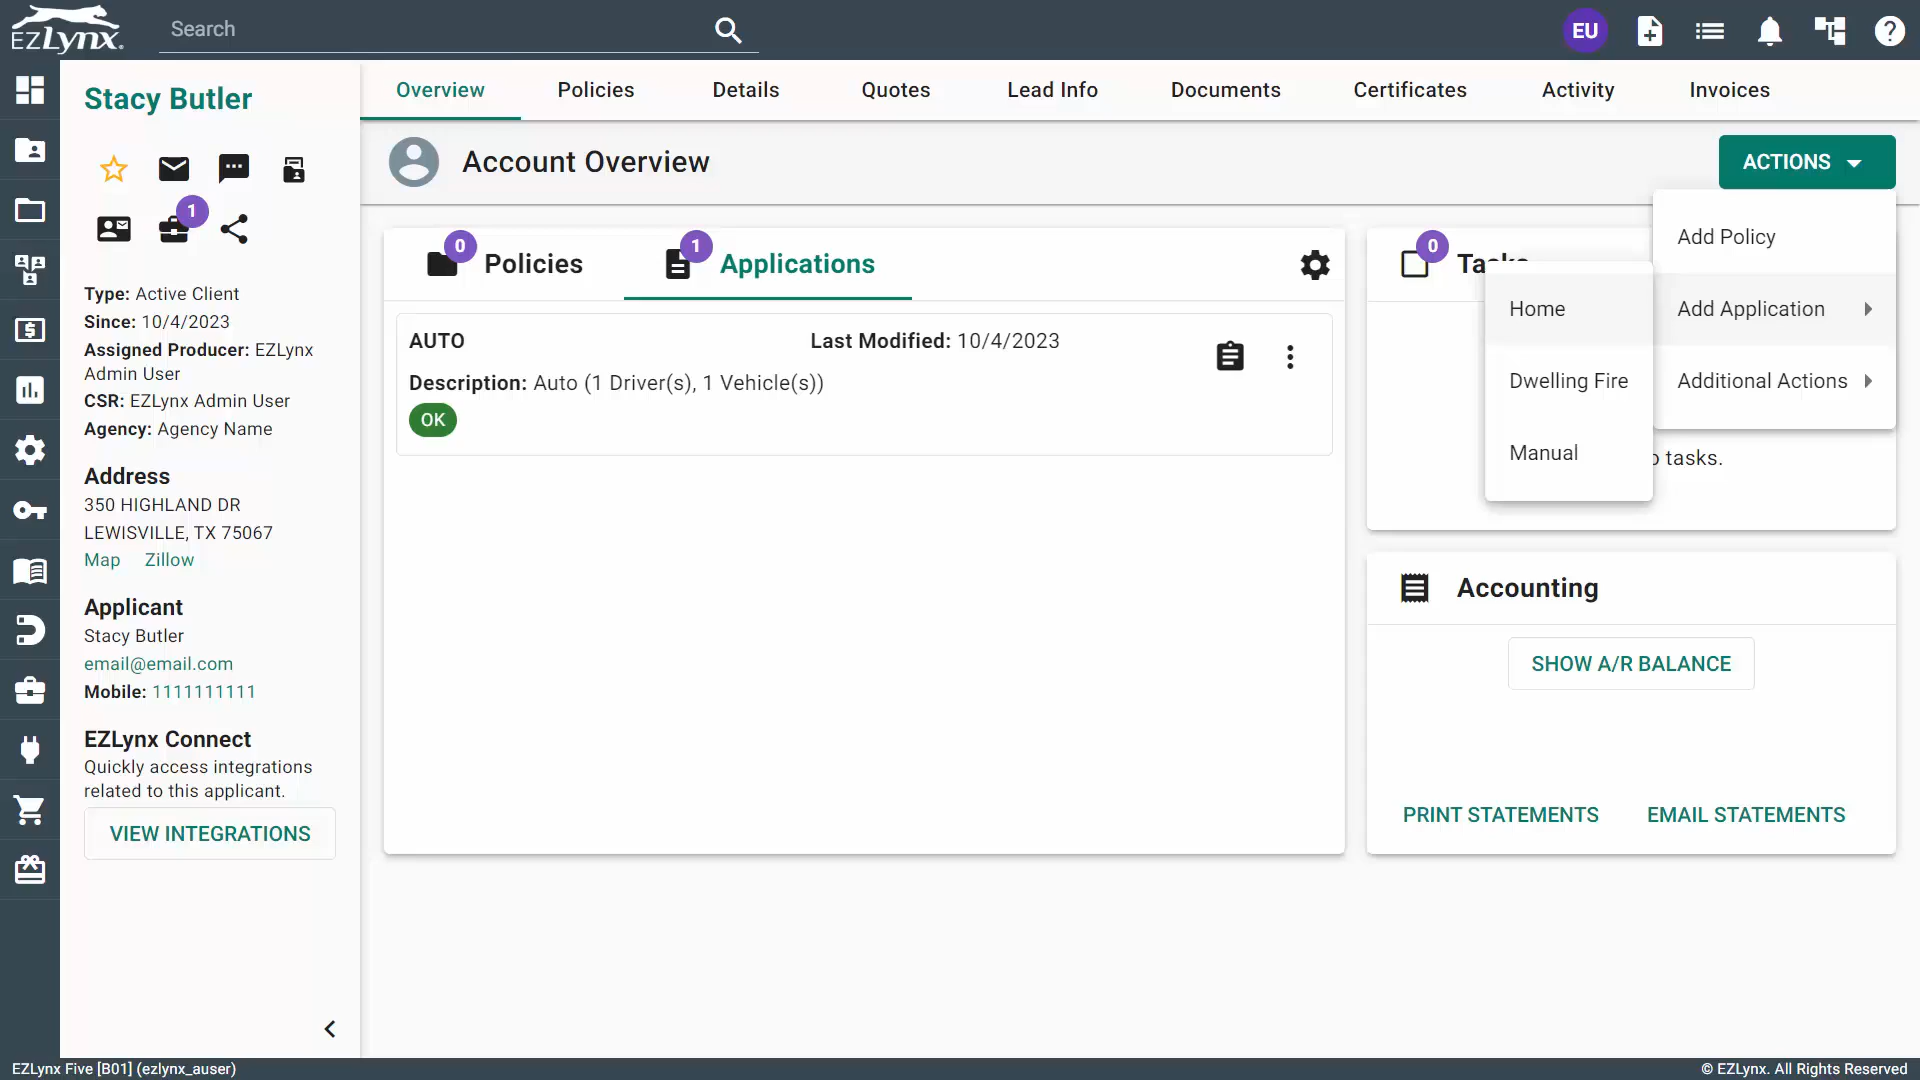 EZLynx.
Search
EU
Stacy Butler
1
Type: Active Client
Since: 10/4/2023
Assigned Producer: EZLynx
Admin User
CSR: EZLynx Admin User
Agency: Agency Name
Address
350 HIGHLAND DR
LEWISVILLE, TX 75067
Map Zillow
Applicant
Stacy Butler
email@email.com
Mobile: 1111111111
EZLynx Connect
Quickly access integrations
related to this applicant.
VIEW INTEGRATIONS
Overview Policies Details Quotes Lead Info Documents Certificates Activity Invoices
Account Overview
ACTIONS
Add Policy
Add Application
Additional Actions
Home
Dwelling Fire
Manual
0 Policies
1 Applications
AUTO
Last Modified: 10/4/2023
Description: Auto (1 Driver(s), 1 Vehicle(s))
OK
0 Tasks
tasks.
Accounting
SHOW A/R BALANCE
PRINT STATEMENTS EMAIL STATEMENTS
EZLynx Five [B01] (ezlynx_auser)
© EZLynx. All Rights Reserved